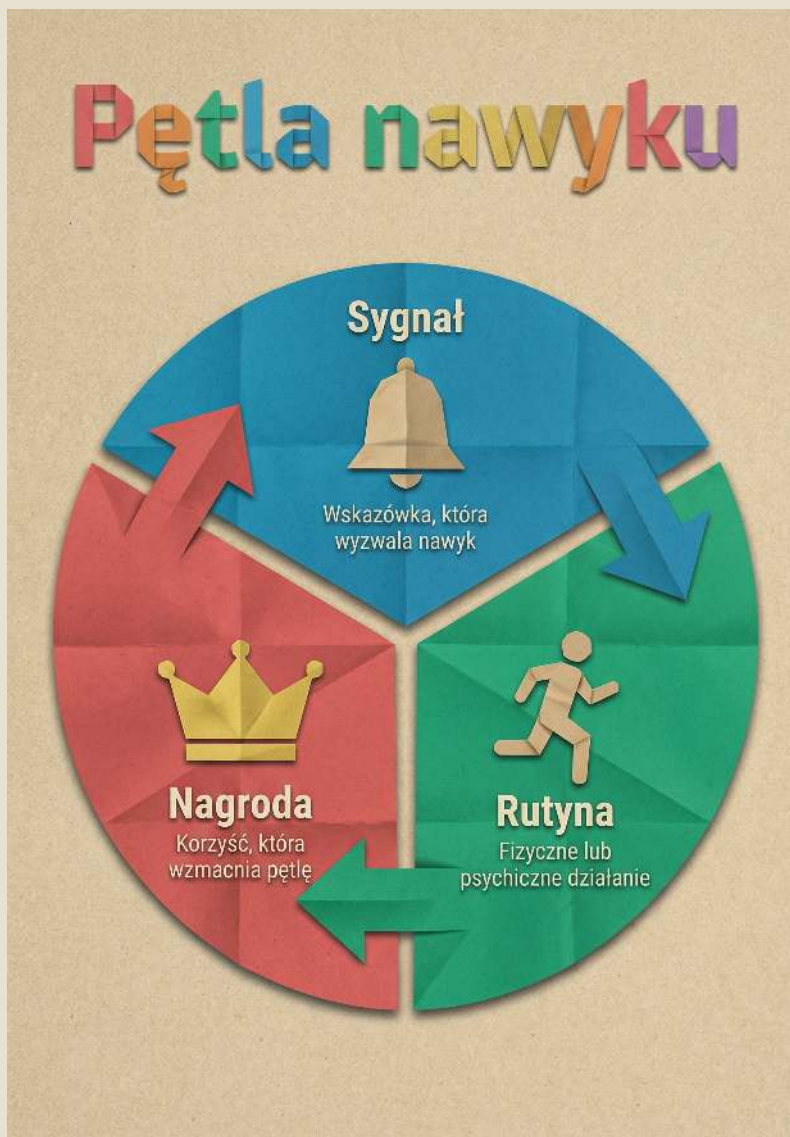 Pętla nawyku
Sygnał
Wskazówka, która
wyzwala nawyk
Rutyna
Fizyczne lub
psychiczne działanie
Nagroda
Korzyść, która
wzmacnia pętlę